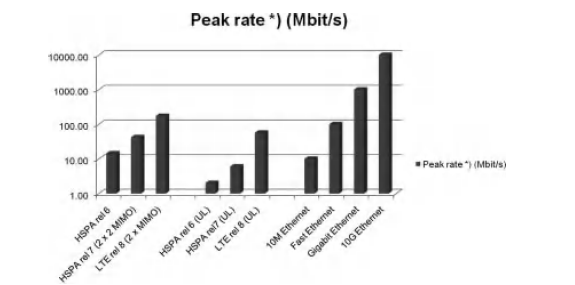 Peak rate *) (Mbit/s)
10000.00
1000.00
100.00
10.00
1.00
Peak rate *) (Mbit/s)
HSPA rel 6
HSPA rel 7 (2 x 2 MIMO)
LTE rel 8 (2 x MIMO)
HSPA rel 6 (UL)
HSPA rel7 (UL)
LTE rel 8 (UL)
10M Ethernet
Fast Ethernet
Gigabit Ethernet
10G Ethernet